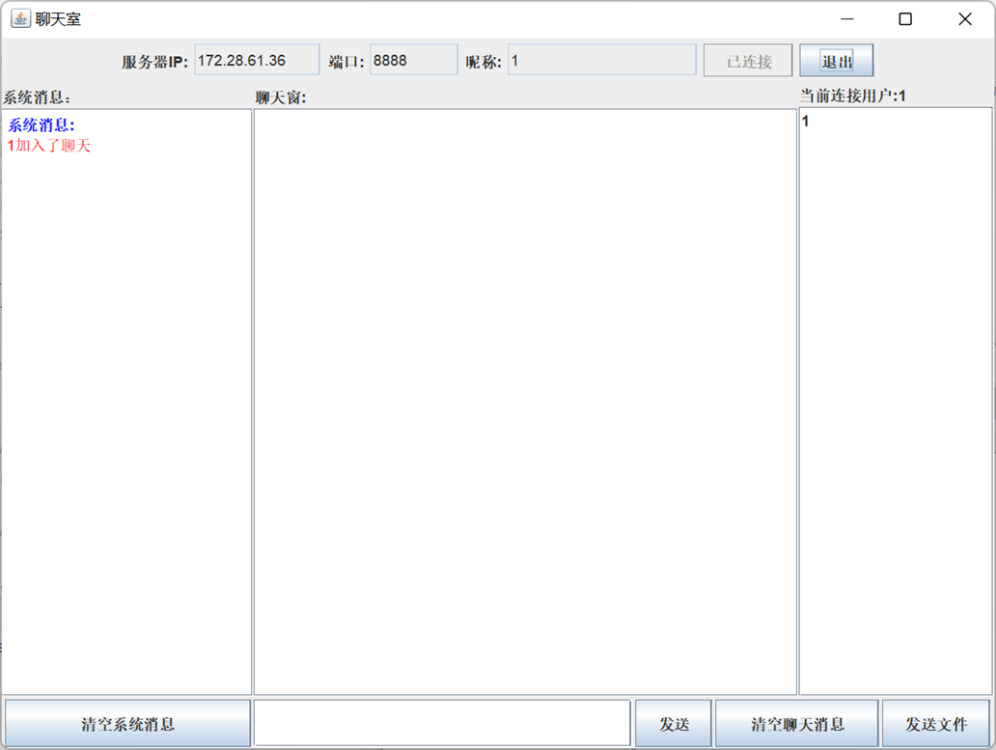 聊天室
服务器IP: 172.28.61.36 端口: 8888 昵称: 1 已连接 退出
系统消息: 聊天窗: 当前连接用户:1
系统消息:
1加入了聊天
1
清空系统消息 发送 清空聊天消息 发送文件